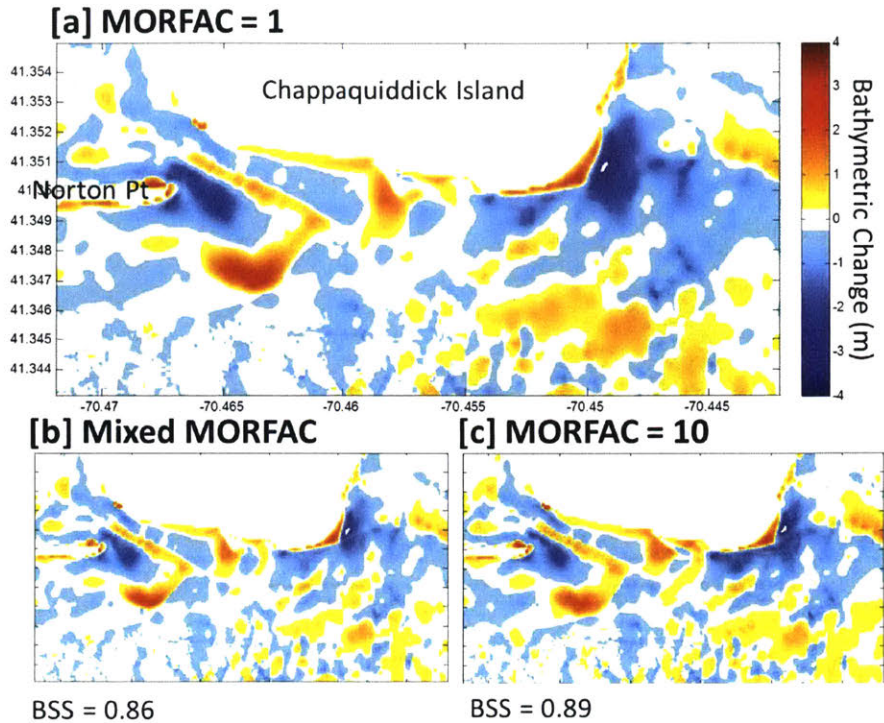 [a] MORFAC = 1
41.354
41.353
41.352
41.351
41.349
41.348
41.347
41.346
41.345
41.344
Chappaquiddick Island
Norton Pt
-70.47 -70.465 -70.46 -70.455 -70.45 -70.445
4
3
2
1
0
-1
-2
-3
-4
Bathymetric Change (m)
[b] Mixed MORFAC
[c] MORFAC = 10
BSS = 0.86
BSS = 0.89